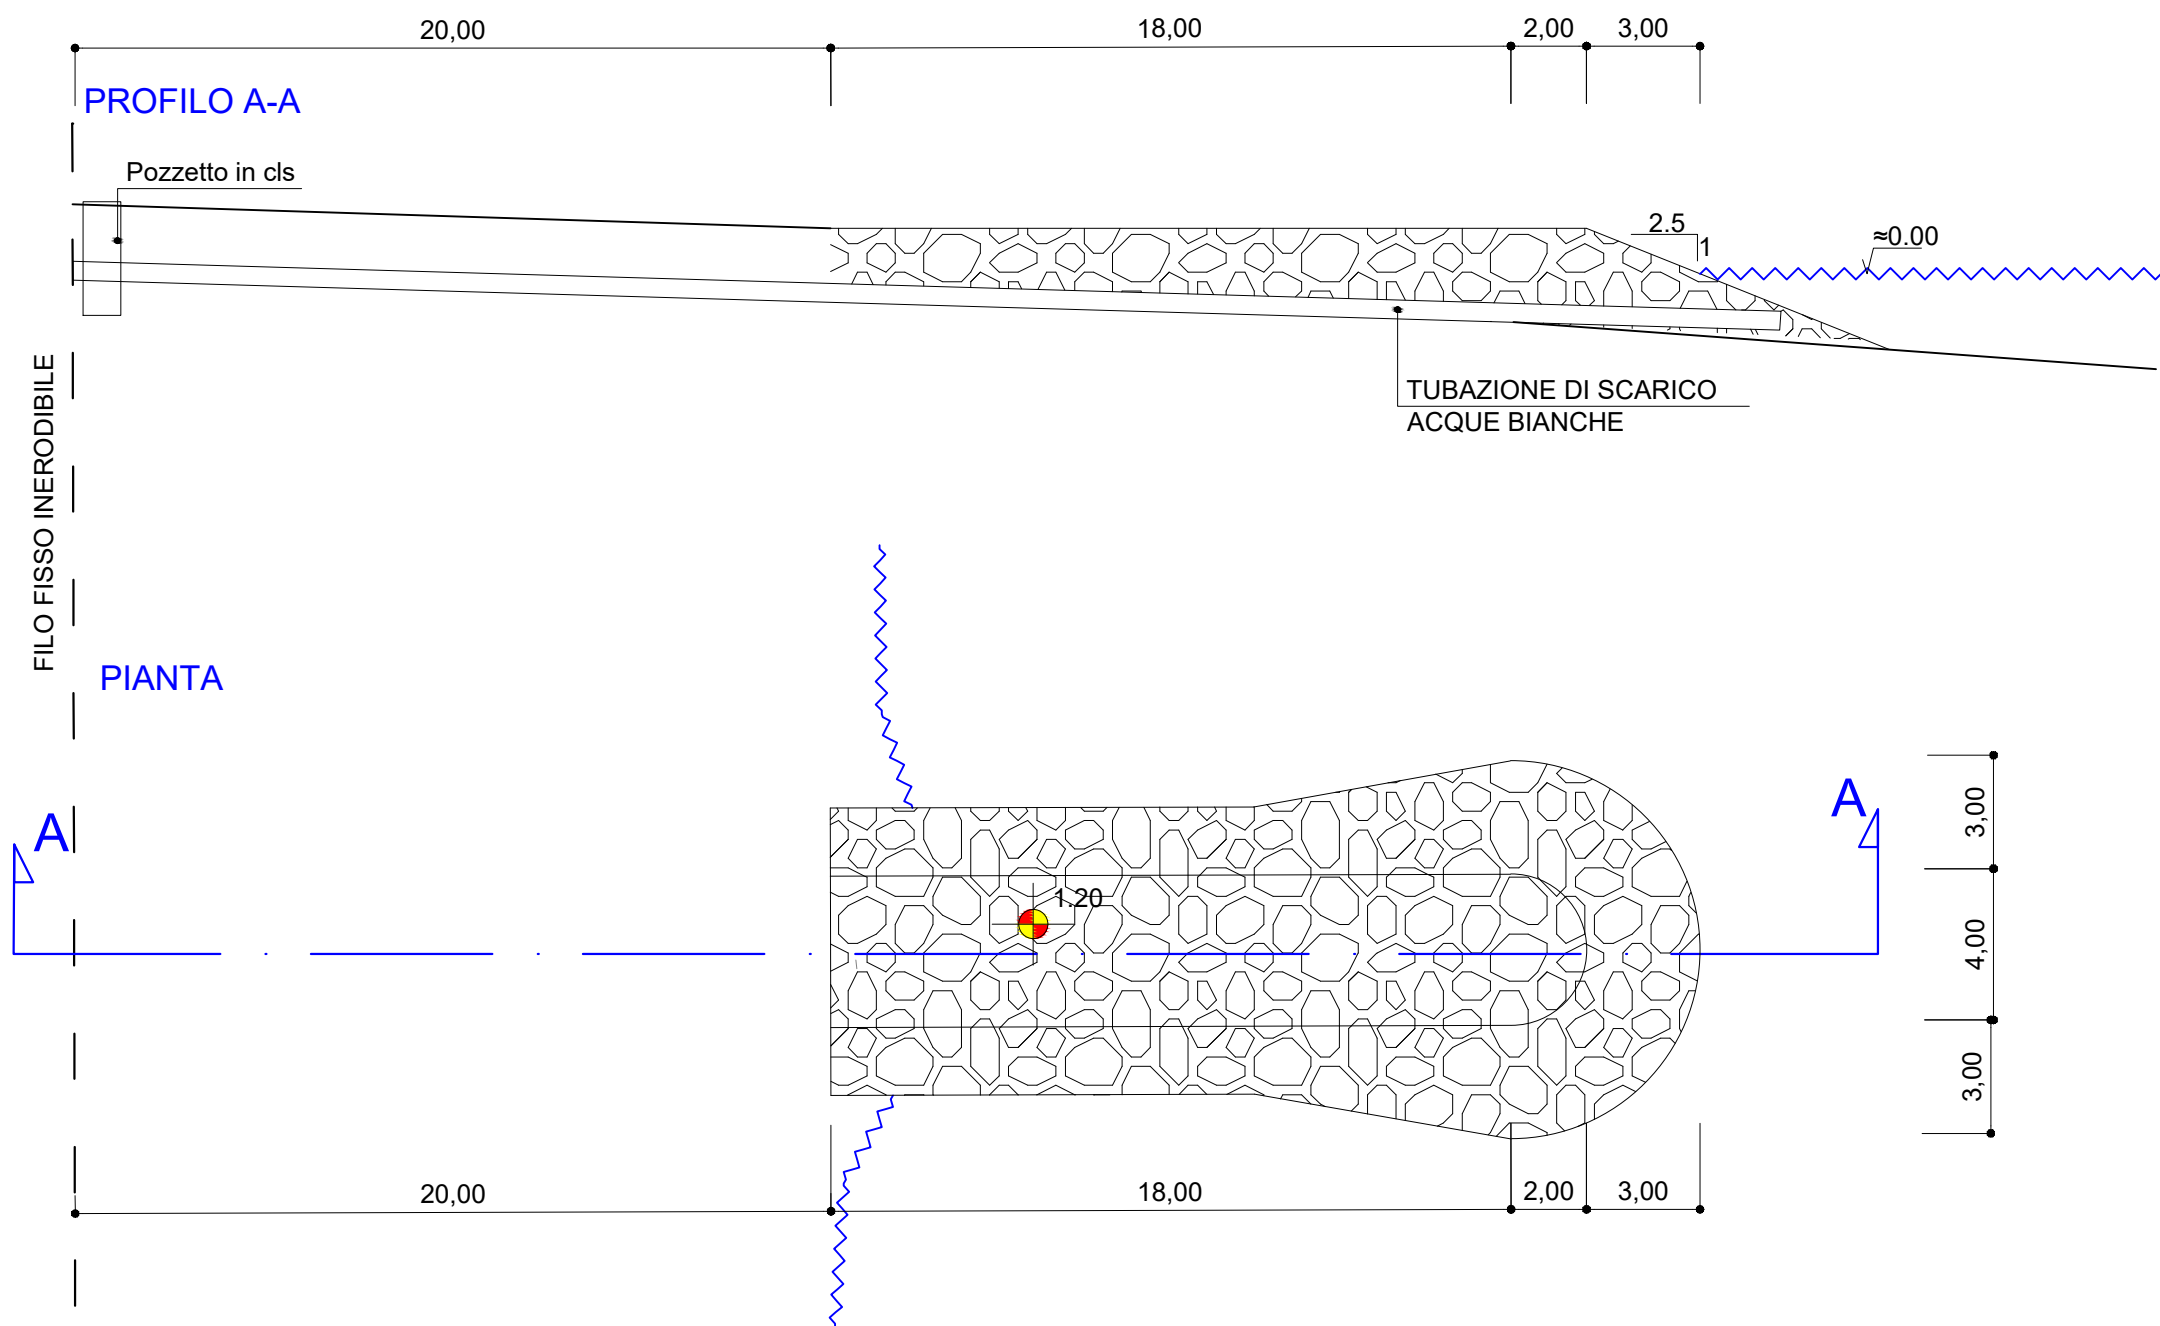 20,00
18,00
2,00
3,00
PROFILO A-A
Pozzetto in cls
2.5
1
≈0.00
TUBAZIONE DI SCARICO
ACQUE BIANCHE
FILO FISSO INERODIBILE
PIANTA
A
A
1.20
3,00
4,00
3,00
20,00
18,00
2,00
3,00